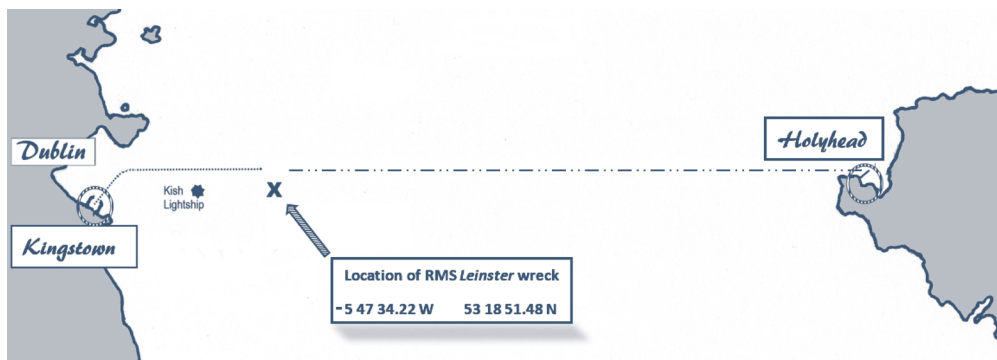 Dublin
Holyhead
Kish
Lightship
X
Kingstown
Location of RMS Leinster wreck
-5 47 34.22 W 53 18 51.48 N